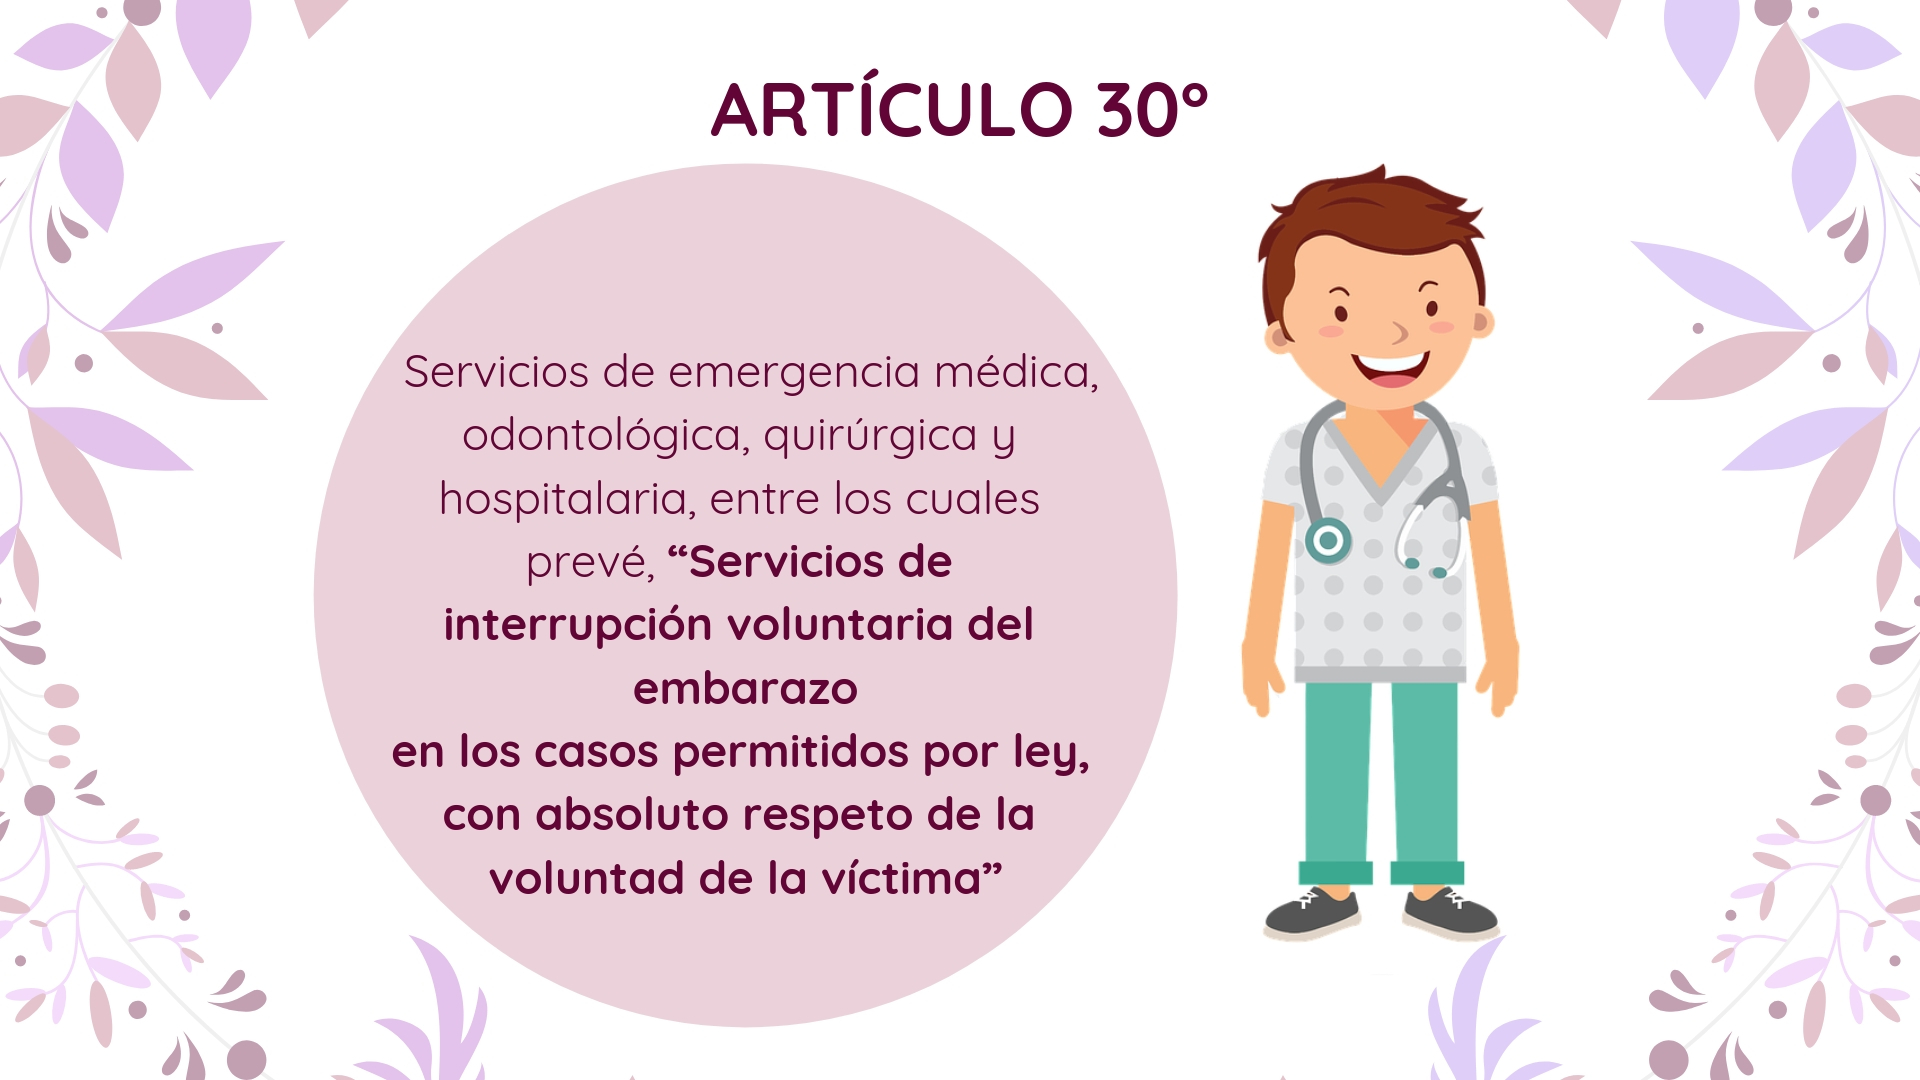 ARTÍCULO 30°
Servicios de emergencia médica,
odontológica, quirúrgica y
hospitalaria, entre los cuales
prevé, “Servicios de
interrupción voluntaria del
embarazo
en los casos permitidos por ley,
con absoluto respeto de la
voluntad de la víctima”